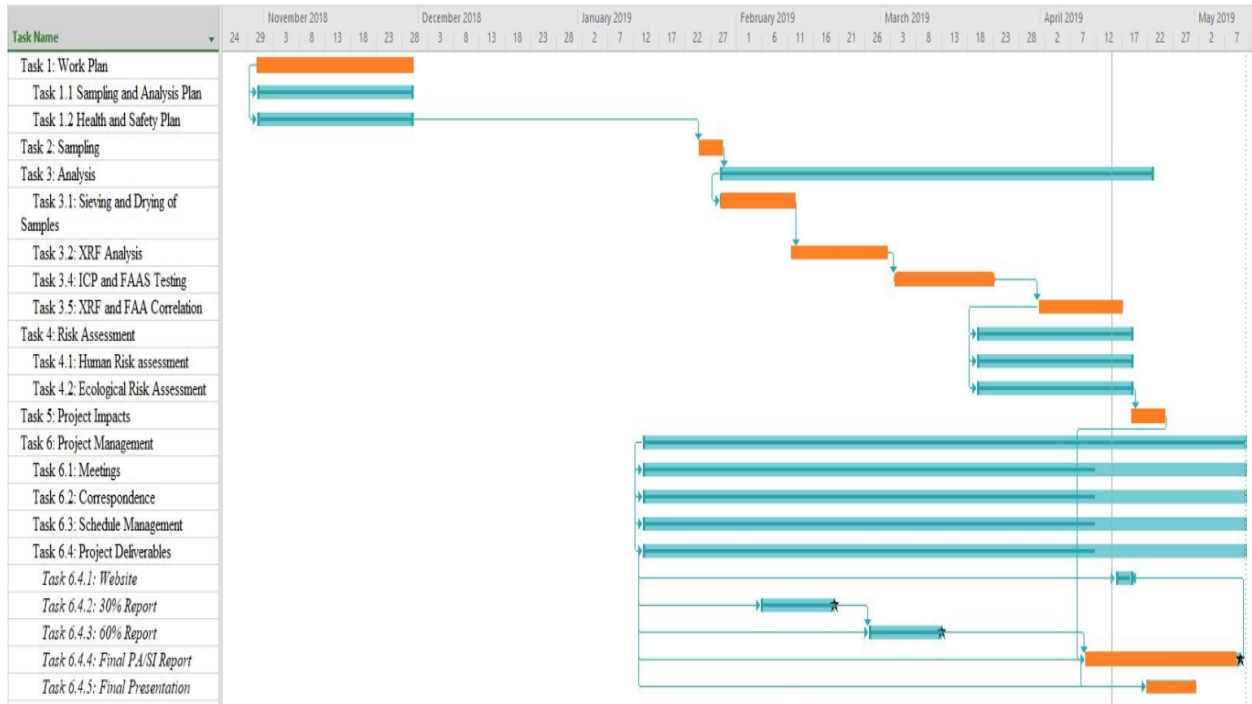 November 2018 December 2018 January 2019 February 2019 March 2019 April 2019 May 2019
Task Name 24 29 3 8 13 18 23 28 3 8 13 18 23 28 2 7 12 17 22 27 1 6 11 16 21 26 3 8 13 18 23 28 2 7 12 17 22 27 2 7
Task 1: Work Plan
Task 1.1 Sampling and Analysis Plan
Task 1.2 Health and Safety Plan
Task 2: Sampling
Task 3: Analysis
Task 3.1: Sieving and Drying of
Samples
Task 3.2: XRF Analysis
Task 3.4: ICP and FAAS Testing
Task 3.5: XRF and FAA Correlation
Task 4: Risk Assessment
Task 4.1: Human Risk assessment
Task 4.2: Ecological Risk Assessment
Task 5: Project Impacts
Task 6: Project Management
Task 6.1: Meetings
Task 6.2: Correspondence
Task 6.3: Schedule Management
Task 6.4: Project Deliverables
Task 6.4.1: Website
Task 6.4.2: 30% Report
Task 6.4.3: 60% Report
Task 6.4.4: Final PA/SI Report
Task 6.4.5: Final Presentation